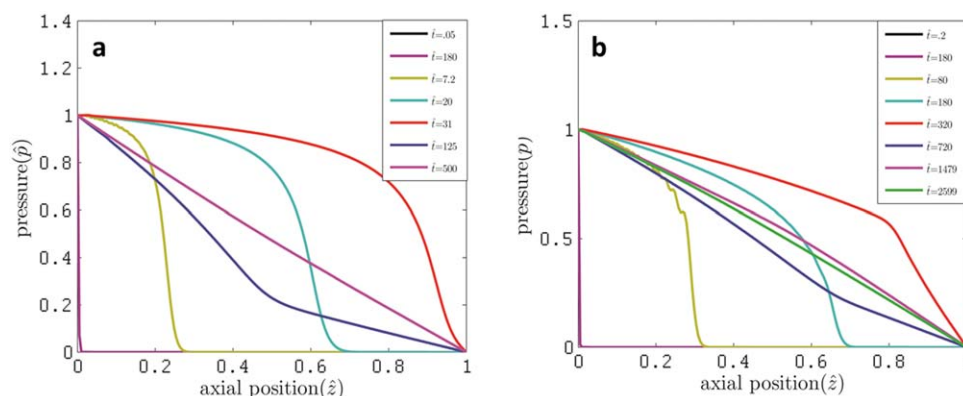 a
1.4
1.2
1
0.8
0.6
0.4
0.2
0
pressure(p̂)
0 0.2 0.4 0.6 0.8 1
axial position(ẑ)
t̂=.05
t̂=180
t̂=7.2
t̂=20
t̂=31
t̂=125
t̂=500
b
1.5
1
0.5
0
pressure(p)
0 0.2 0.4 0.6 0.8
axial position(ẑ)
t̂=.2
t̂=180
t̂=80
t̂=180
t̂=320
t̂=720
t̂=1479
t̂=2599